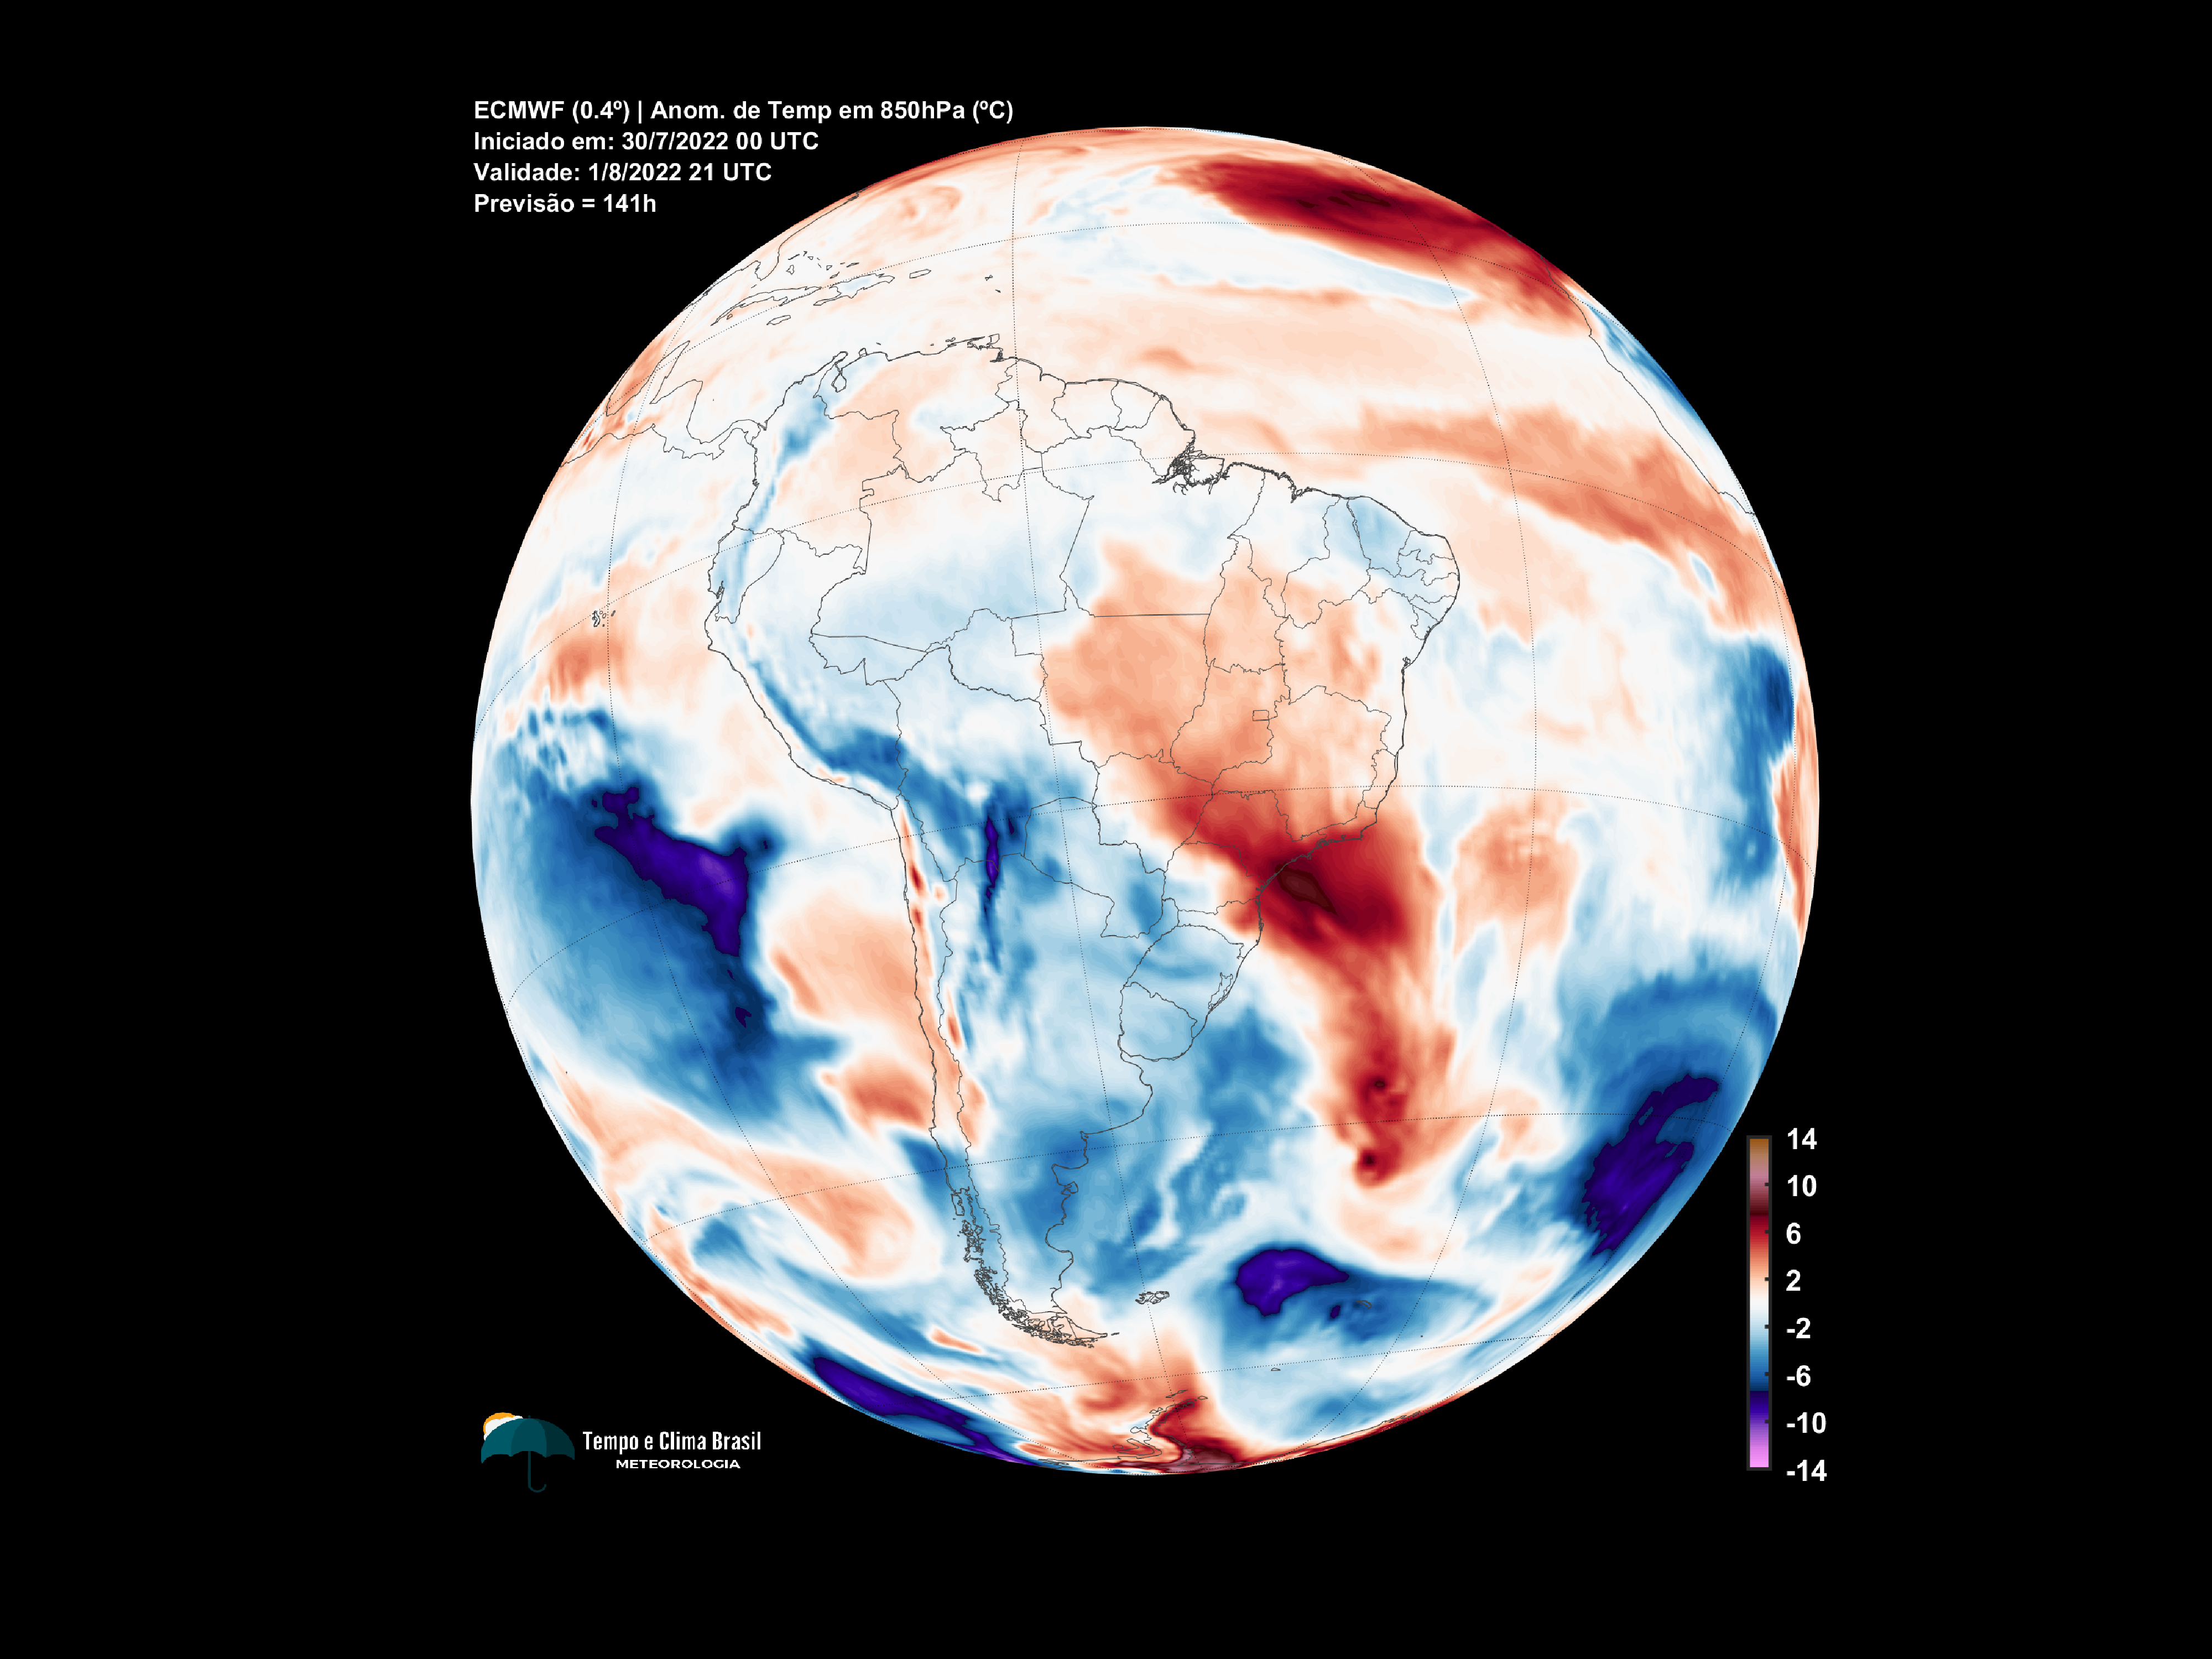 ECMWF (0.4º) | Anom. de Temp em 850hPa (ºC)
Iniciado em: 30/7/2022 00 UTC
Validade: 1/8/2022 21 UTC
Previsão = 141h
14
10
6
2
-2
-6
-10
-14
Tempo e Clima Brasil
METEOROLOGIA